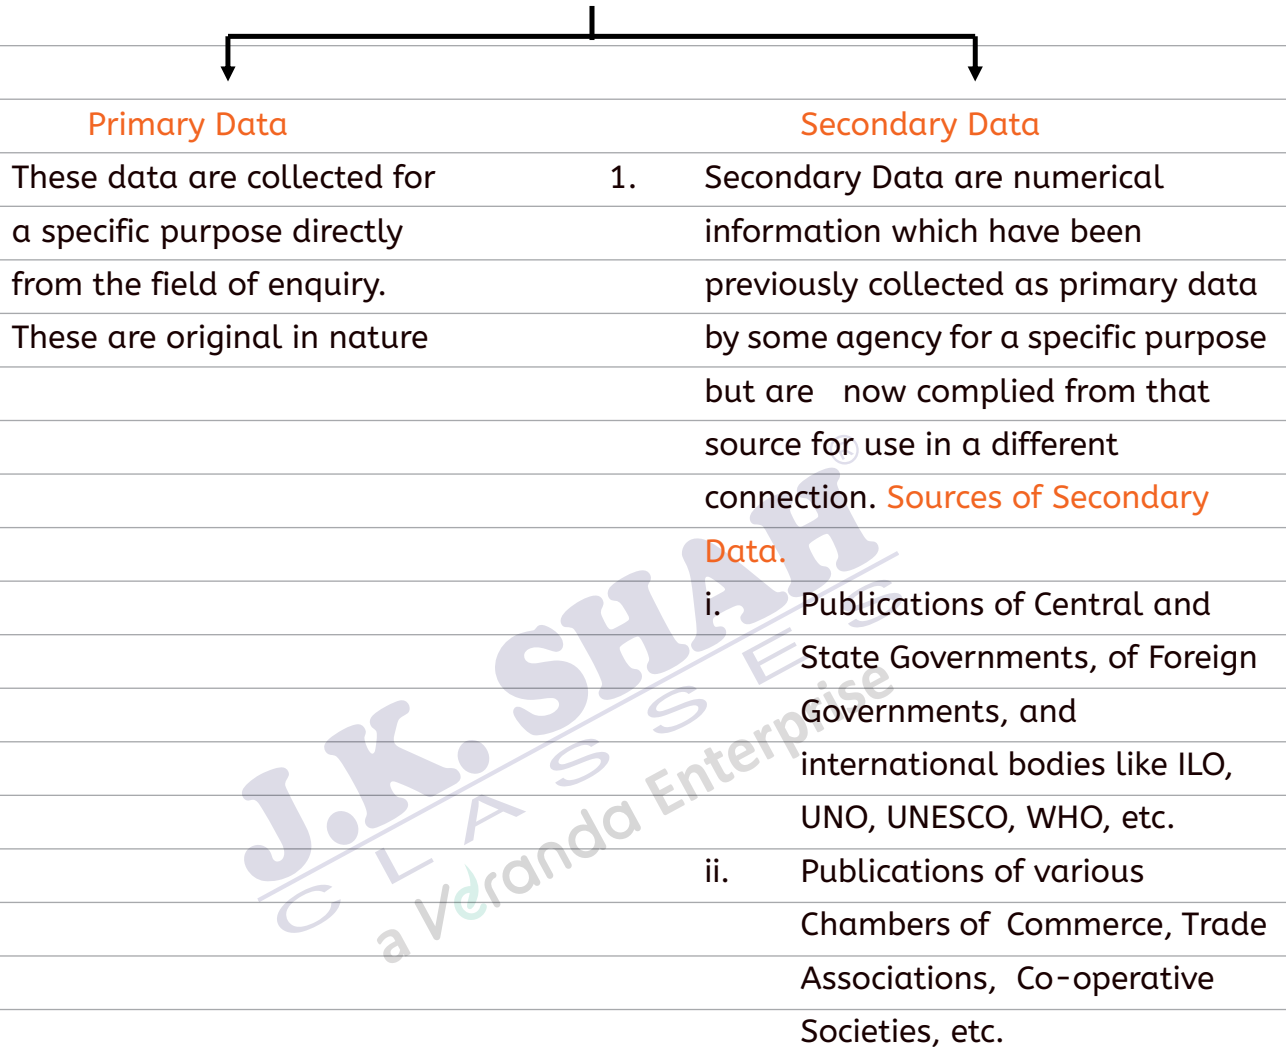 Primary Data
These data are collected for
a specific purpose directly
from the field of enquiry.
These are original in nature
Secondary Data
1. Secondary Data are numerical
information which have been
previously collected as primary data
by some agency for a specific purpose
but are now complied from that
source for use in a different
connection. Sources of Secondary
Data.
i. Publications of Central and
State Governments, of Foreign
Governments, and
international bodies like ILO,
UNO, UNESCO, WHO, etc.
ii. Publications of various
Chambers of Commerce, Trade
Associations, Co-operative
Societies, etc.
J.K. SHAH®
CLASSES
a Veranda Enterprise